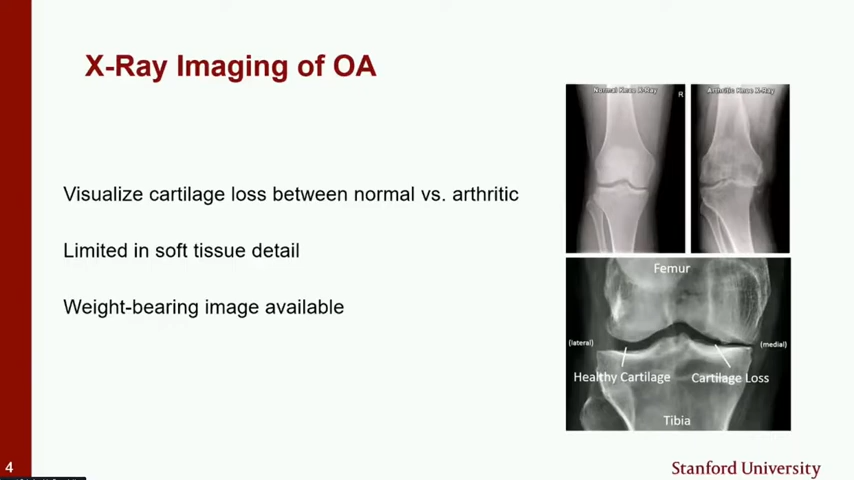 X-Ray Imaging of OA
Normal Knee X-Ray
R
Arthritic Knee X-Ray
Visualize cartilage loss between normal vs. arthritic
Limited in soft tissue detail
Weight-bearing image available
Femur
(lateral)
(medial)
Healthy Cartilage
Cartilage Loss
Tibia
4
Stanford University